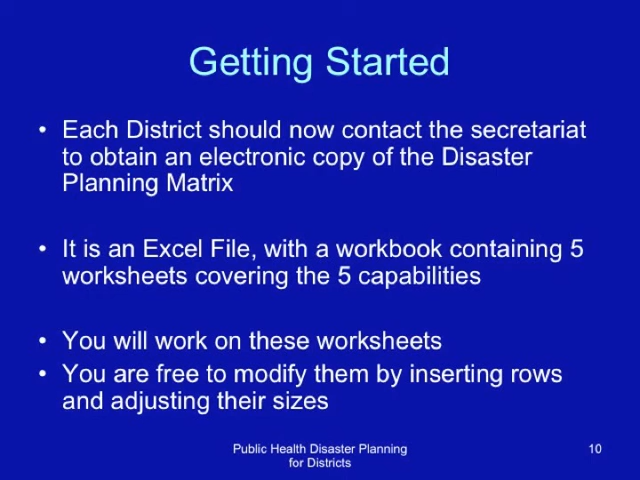 Getting Started
• Each District should now contact the secretariat
to obtain an electronic copy of the Disaster
Planning Matrix
• It is an Excel File, with a workbook containing 5
worksheets covering the 5 capabilities
• You will work on these worksheets
• You are free to modify them by inserting rows
and adjusting their sizes
Public Health Disaster Planning
for Districts
10